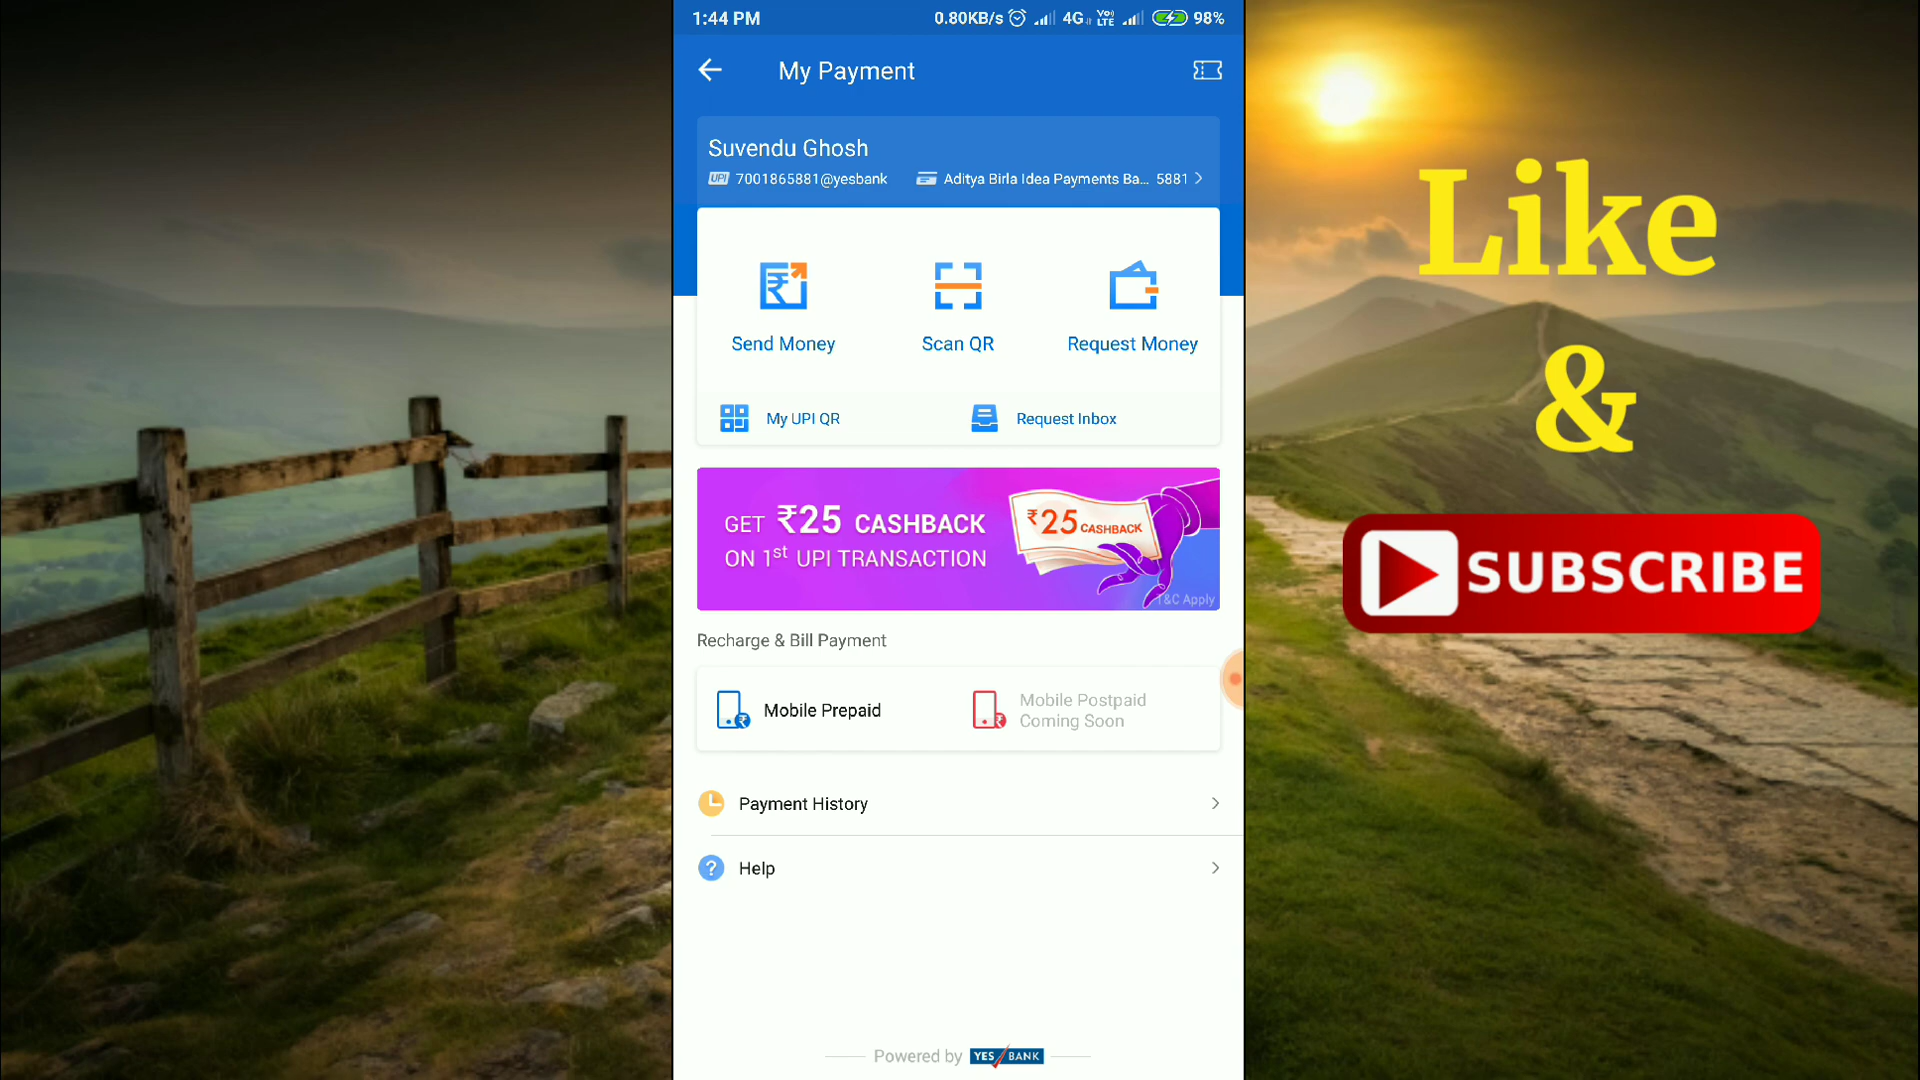 1:44 PM
0.80KB/s 4G Vo) LTE 98%
My Payment
Suvendu Ghosh
UPI 7001865881@yesbank
Aditya Birla Idea Payments Ba... 5881
Send Money
Scan QR
Request Money
My UPI QR
Request Inbox
GET ₹25 CASHBACK
ON 1st UPI TRANSACTION
₹25 CASHBACK
T&C Apply
Recharge & Bill Payment
Mobile Prepaid
Mobile Postpaid
Coming Soon
Payment History
Help
Powered by YES BANK
Like
&
SUBSCRIBE